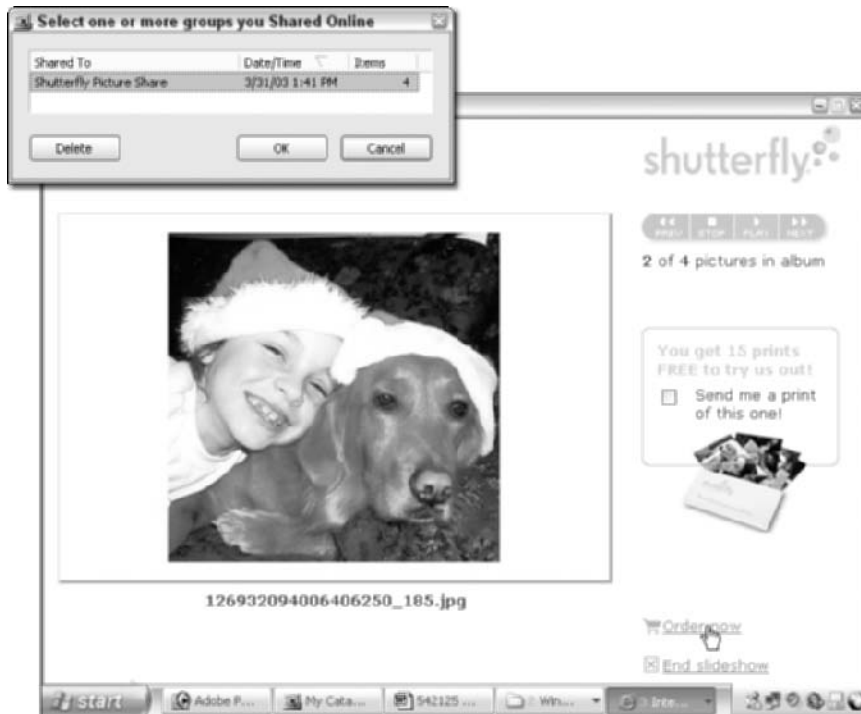 Select one or more groups you Shared Online
Shared To Date/Time Items
Shutterfly Picture Share 3/31/03 1:41 PM 4
Delete OK Cancel
shutterfly
PREV STOP PLAY NEXT
2 of 4 pictures in album
You get 15 prints
FREE to try us out!
Send me a print
of this one!
126932094006406250_185.jpg
Order now
End slideshow
start Adobe P... My Cata... 542125 ... 2 Win... 2 Inte...